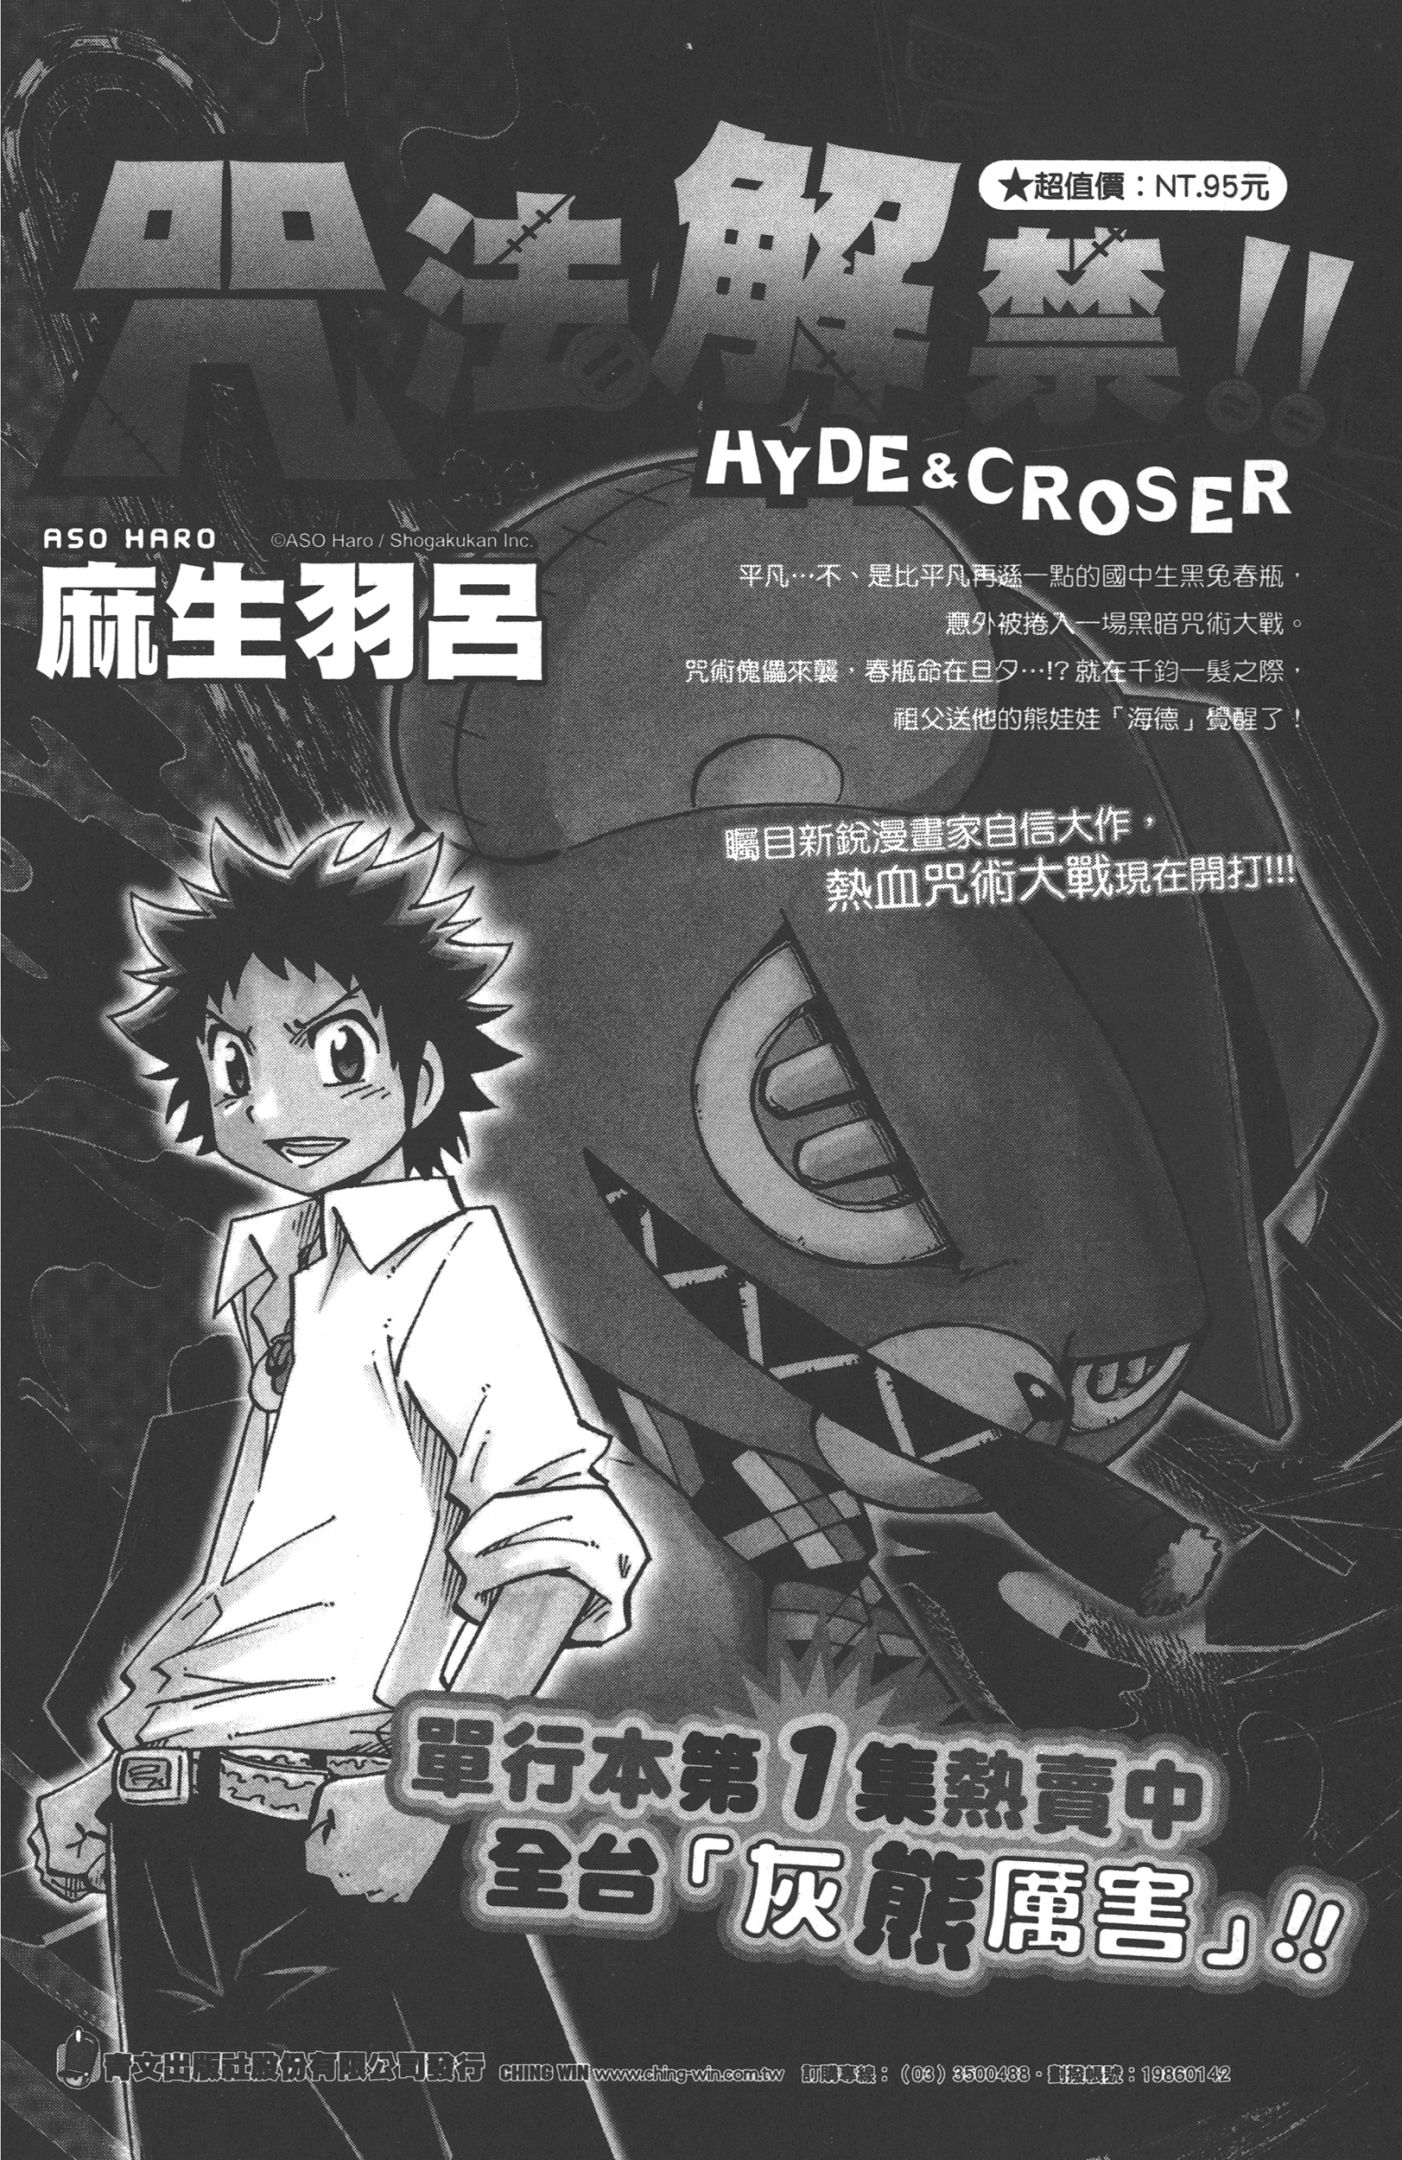 咒法解禁!!
★超值價：NT.95元
HYDE & CROSER
ASO HARO
©ASO Haro / Shogakukan Inc.
麻生羽呂
平凡…不、是比平凡再遜一點的國中生黑兔春瓶，
意外被捲入一場黑暗咒術大戰。
咒術傀儡來襲，春瓶命在旦夕…!? 就在千鈞一髮之際，
祖父送他的熊娃娃「海德」覺醒了！
矚目新銳漫畫家自信大作，
熱血咒術大戰現在開打!!!
單行本第1集熱賣中
全台「灰熊厲害」!!
青文出版社股份有限公司發行 CHING WIN www.ching-win.com.tw 訂購專線：（03）3500488・劃撥帳號：19860142